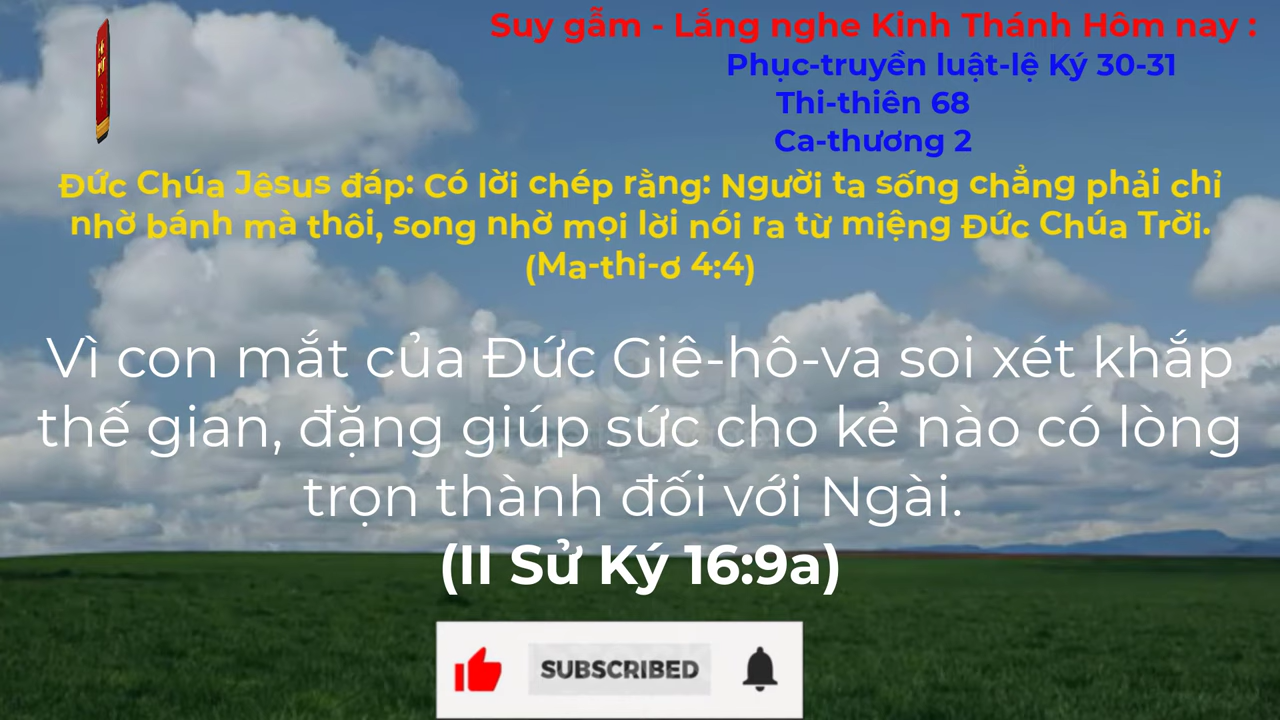 Suy gẫm - Lắng nghe Kinh Thánh Hôm nay :
Phục-truyền luật-lệ Ký 30-31
Thi-thiên 68
Ca-thương 2
Đức Chúa Jêsus đáp: Có lời chép rằng: Người ta sống chẳng phải chỉ
nhờ bánh mà thôi, song nhờ mọi lời nói ra từ miệng Đức Chúa Trời.
(Ma-thi-ơ 4:4)
Vì con mắt của Đức Giê-hô-va soi xét khắp
thế gian, đặng giúp sức cho kẻ nào có lòng
trọn thành đối với Ngài.
(II Sử Ký 16:9a)
SUBSCRIBED